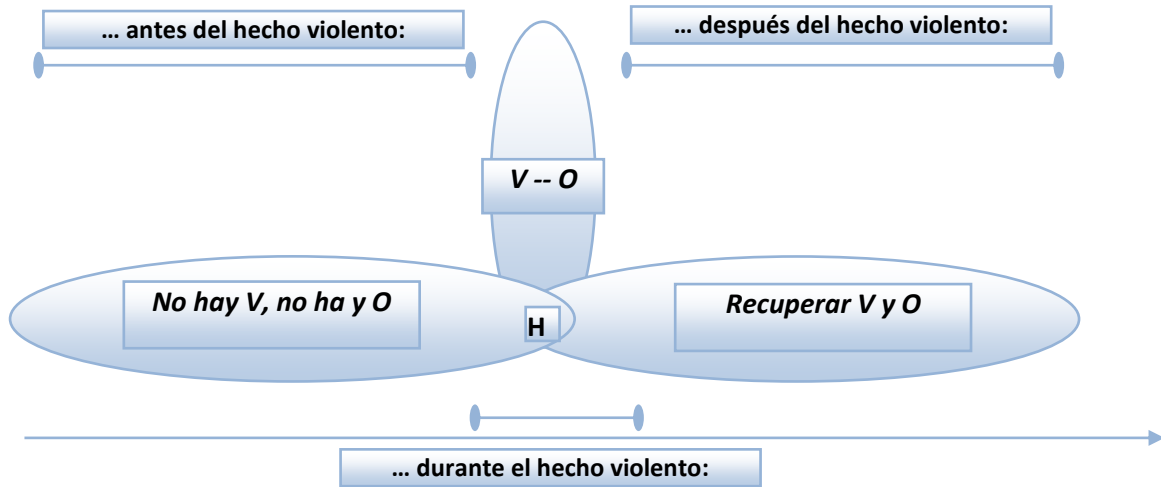 ... antes del hecho violento:
... después del hecho violento:
V -- O
No hay V, no ha y O
H
Recuperar V y O
... durante el hecho violento: